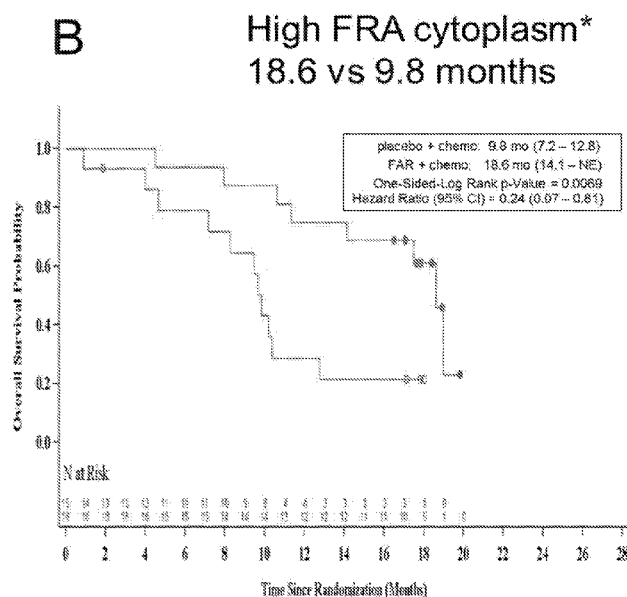 B
High FRA cytoplasm*
18.6 vs 9.8 months
placebo + chemo: 9.8 mo (7.2 – 12.8)
FAR + chemo: 18.6 mo (14.1 – NE)
One-Sided-Log Rank p-Value = 0.0069
Hazard Ratio (95% CI) = 0.24 (0.07 – 0.81)
Overall Survival Probability
1.0
0.8
0.6
0.4
0.2
0.0
N at Risk
0 2 4 6 8 10 12 14 16 18 20 22 24 26 28
Time Since Randomization (Months)